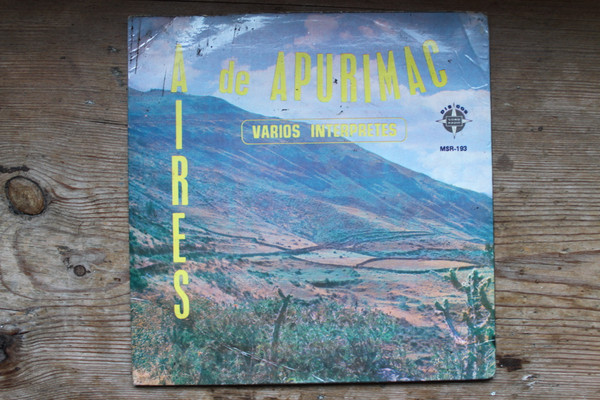 AIRES
de APURIMAC
VARIOS INTERPRETES
MSR-193